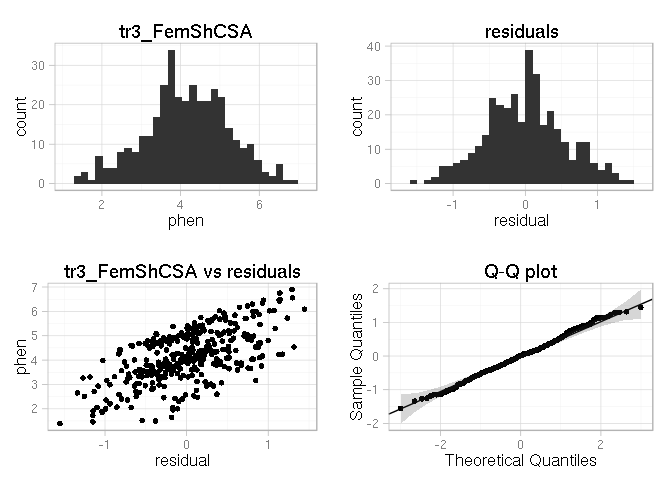 tr3_FemShCSA
count
30
20
10
0
2
4
6
phen
residuals
count
40
30
20
10
0
-1
0
1
residual
tr3_FemShCSA vs residuals
phen
7
6
5
4
3
2
-1
0
1
residual
Q-Q plot
Sample Quantiles
2
1
0
-1
-2
-2
0
2
Theoretical Quantiles